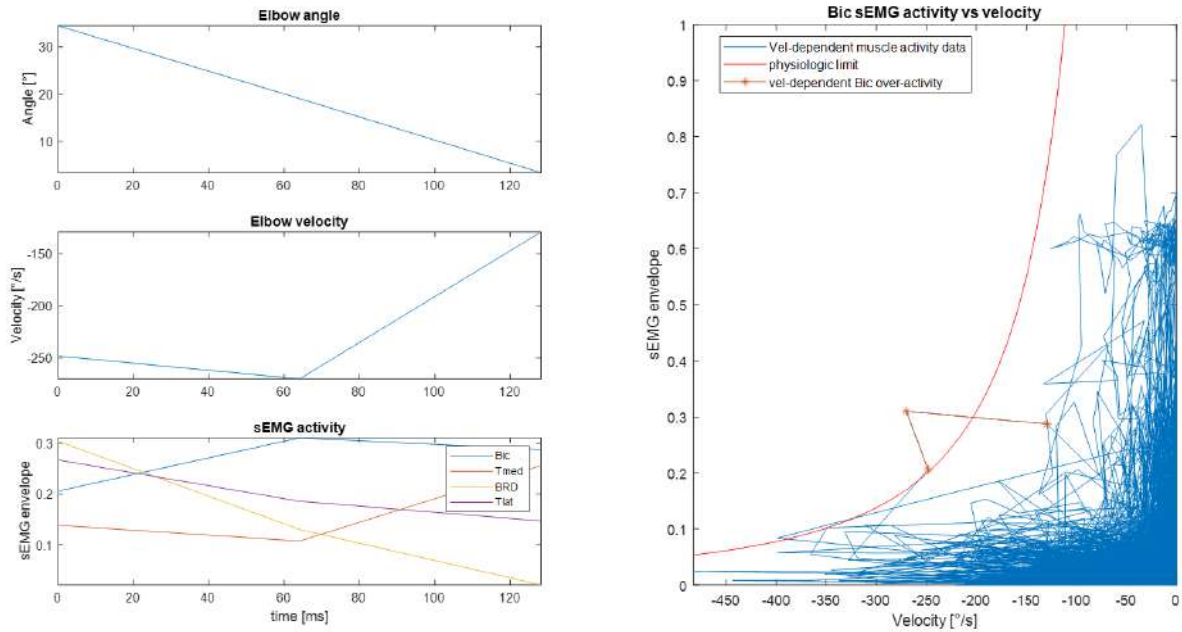 Elbow angle
Angle [°]
30
20
10
0 20 40 60 80 100 120
Elbow velocity
Velocity [°/s]
-150
-200
-250
0 20 40 60 80 100 120
sEMG activity
sEMG envelope
0.3
0.2
0.1
Bic
Tmed
BRD
Tlat
0 20 40 60 80 100 120
time [ms]
Bic sEMG activity vs velocity
sEMG envelope
1
0.9
0.8
0.7
0.6
0.5
0.4
0.3
0.2
0.1
0
Vel-dependent muscle activity data
physiologic limit
vel-dependent Bic over-activity
-450 -400 -350 -300 -250 -200 -150 -100 -50 0
Velocity [°/s]